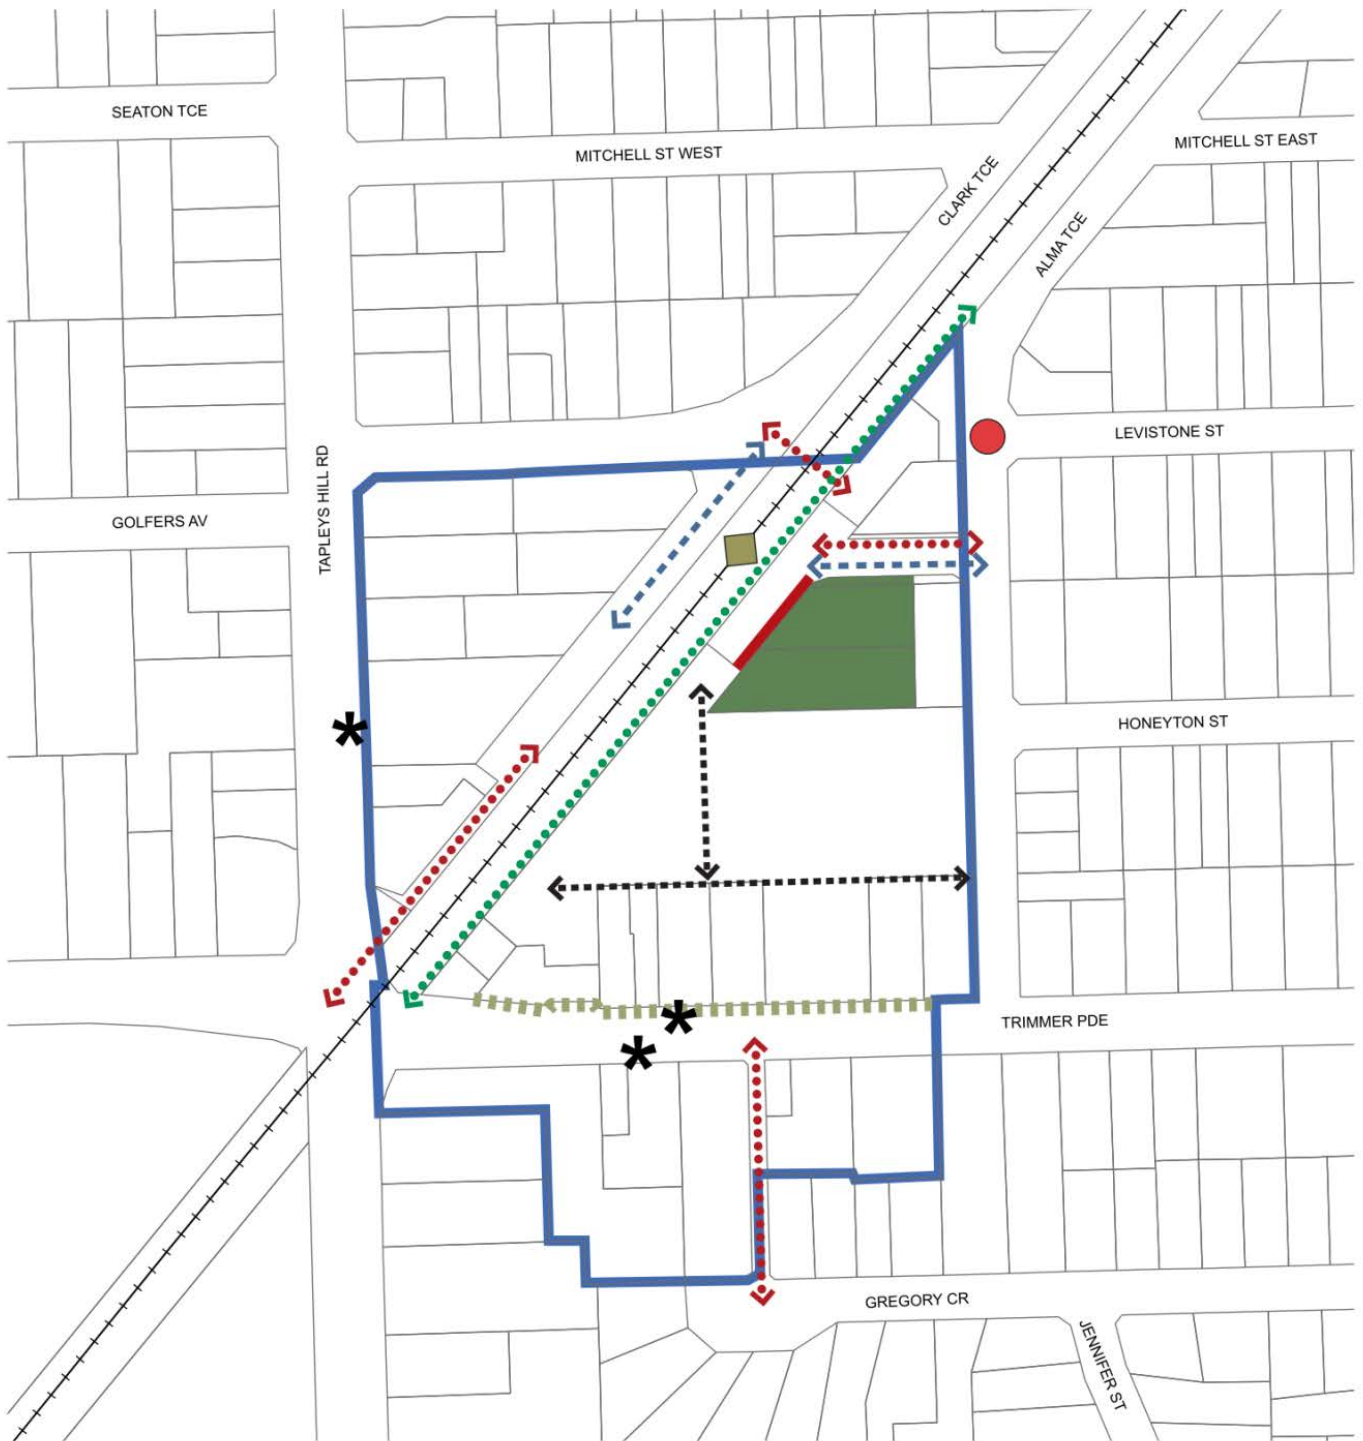 SEATON TCE
MITCHELL ST WEST
MITCHELL ST EAST
CLARK TCE
ALMA TCE
LEVISTONE ST
TAPLEYS HILL RD
GOLFERS AV
HONEYTON ST
TRIMMER PDE
GREGORY CR
JENNIFER ST